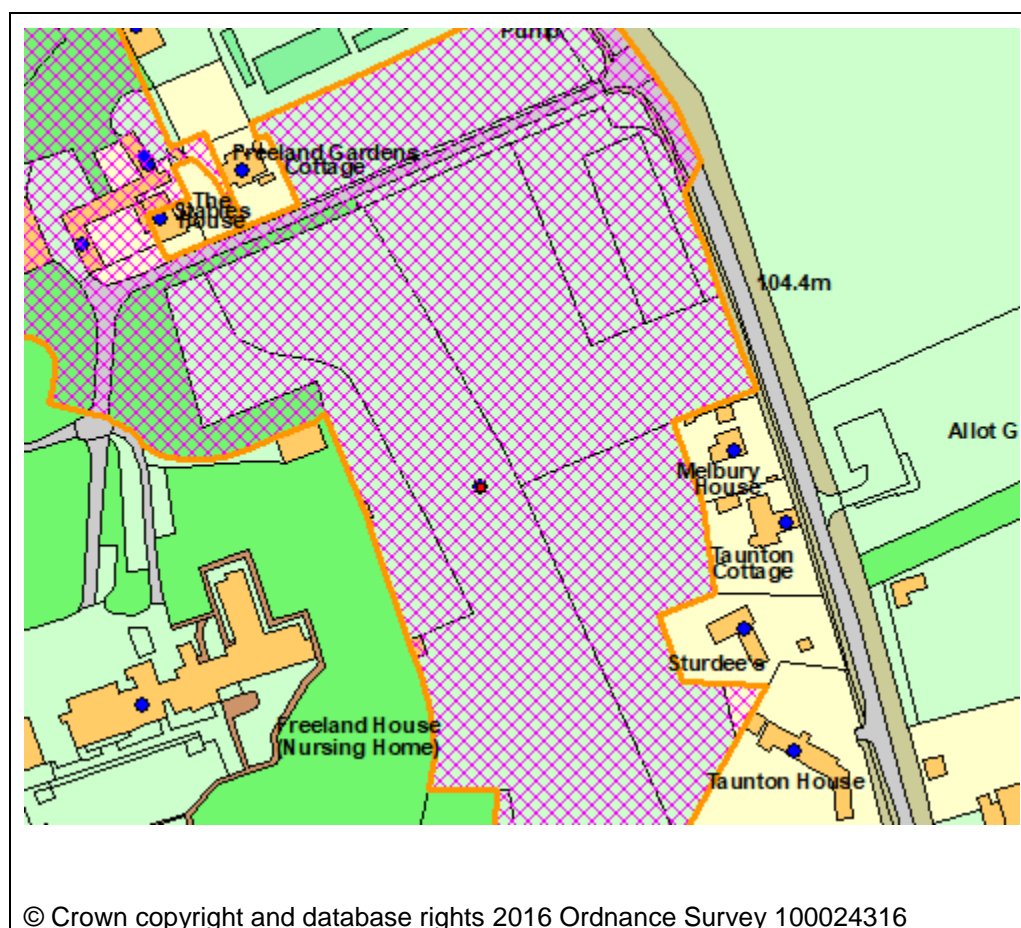 Pump
Freeland Gardens
Cottage
The
Stables
House
104.4m
Allot G
Melbury
House
Taunton
Cottage
Sturdee's
Freeland House
(Nursing Home)
Taunton House
© Crown copyright and database rights 2016 Ordnance Survey 100024316